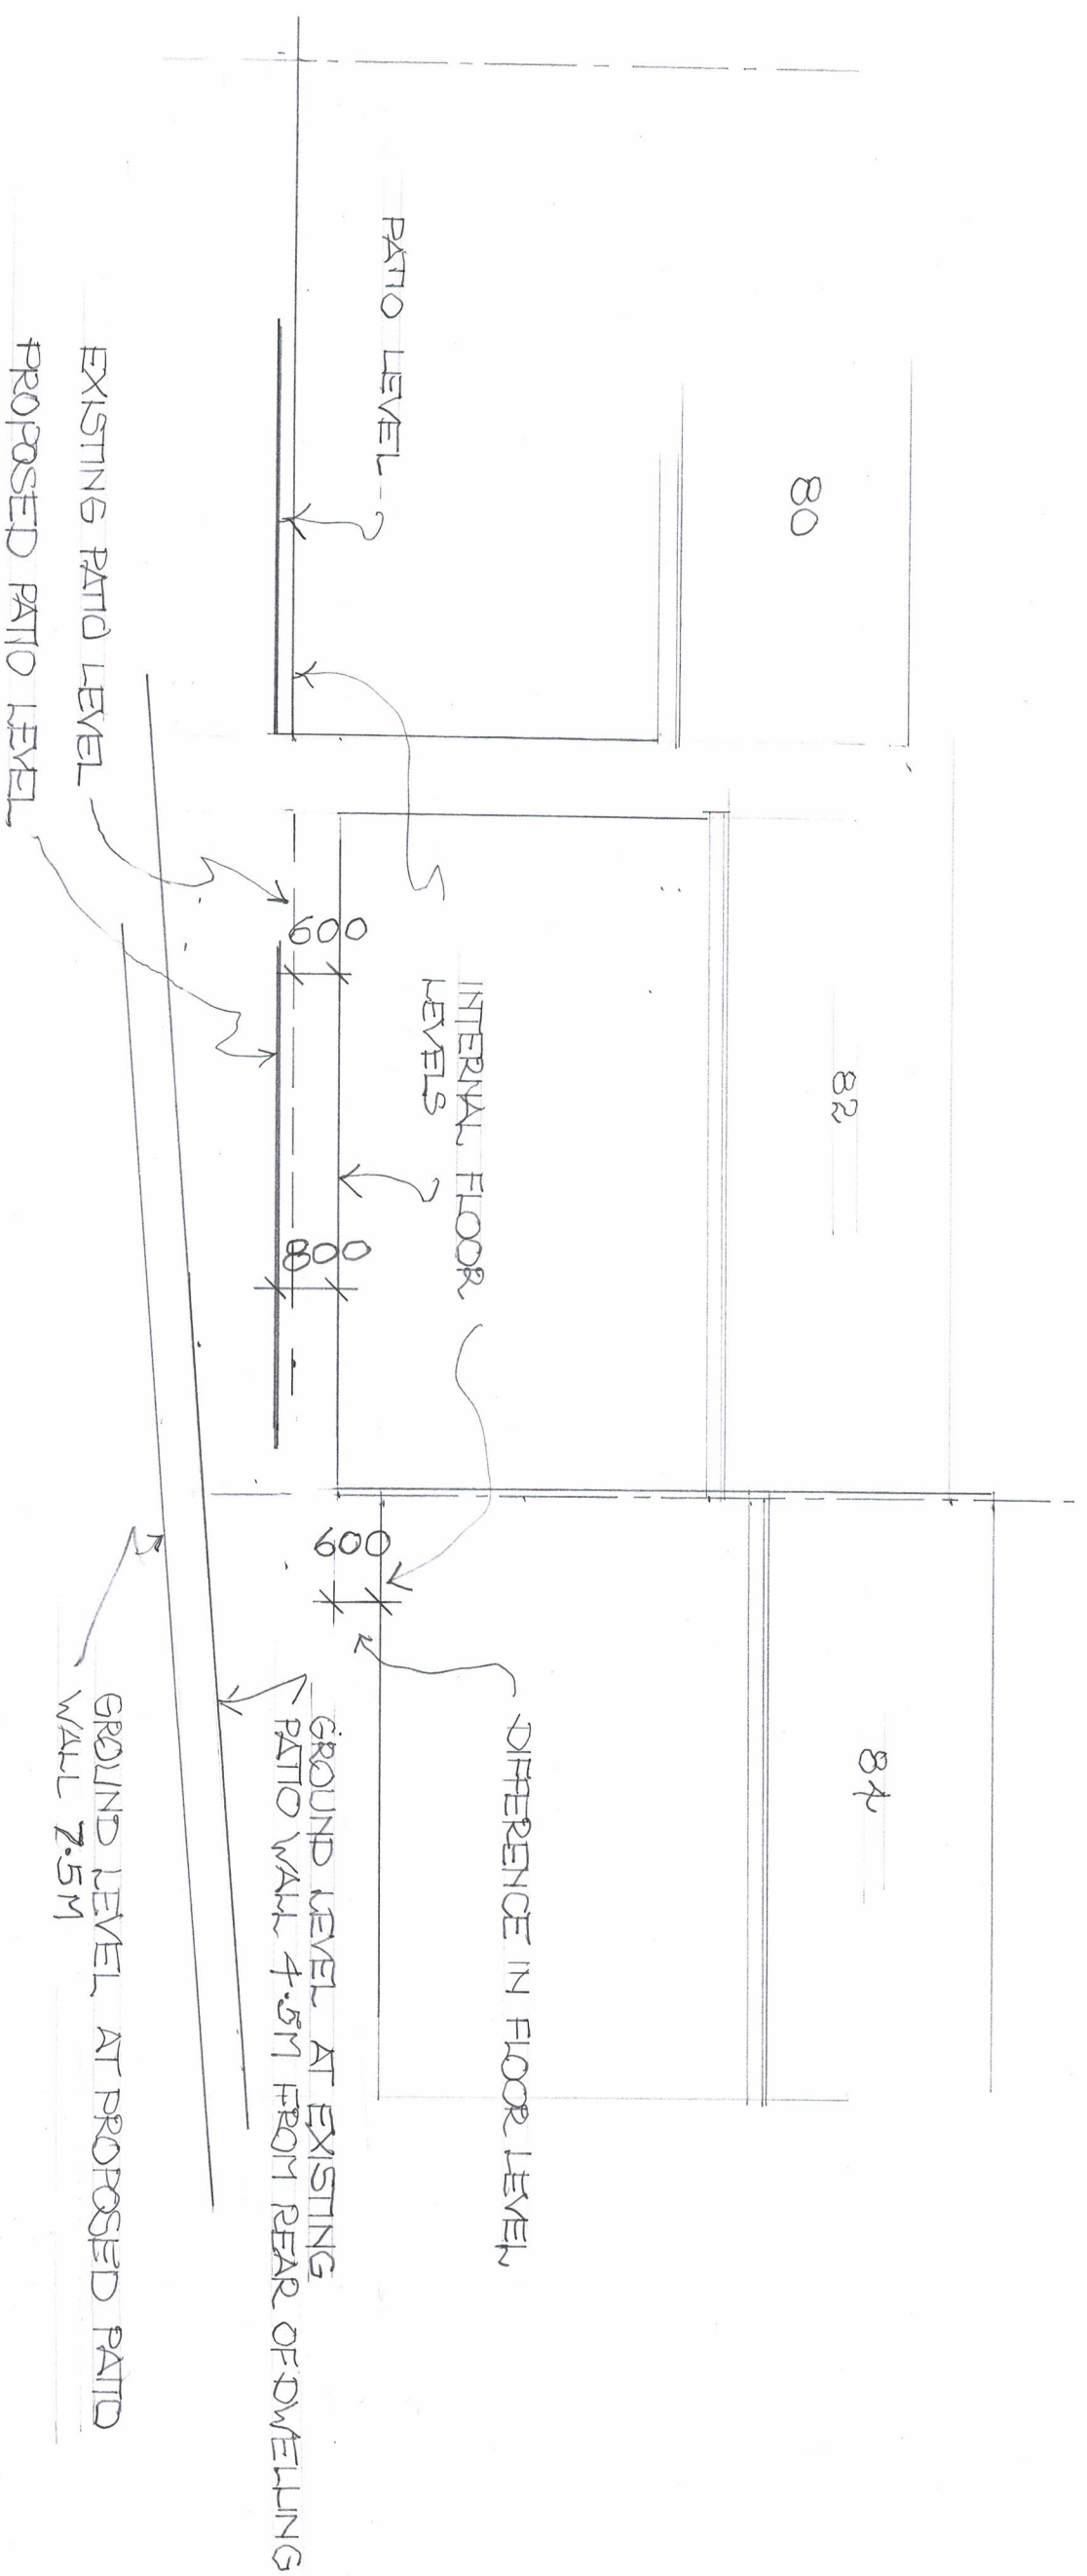 80
82
84
PATIO LEVEL
INTERNAL FLOOR
LEVELS
DIFFERENCE IN FLOOR LEVEL
600
800
600
EXISTING PATIO LEVEL
PROPOSED PATIO LEVEL
GROUND LEVEL AT EXISTING
PATIO WALL 4.5M FROM REAR OF DWELLING
GROUND LEVEL AT PROPOSED PATIO
WALL 7.5M